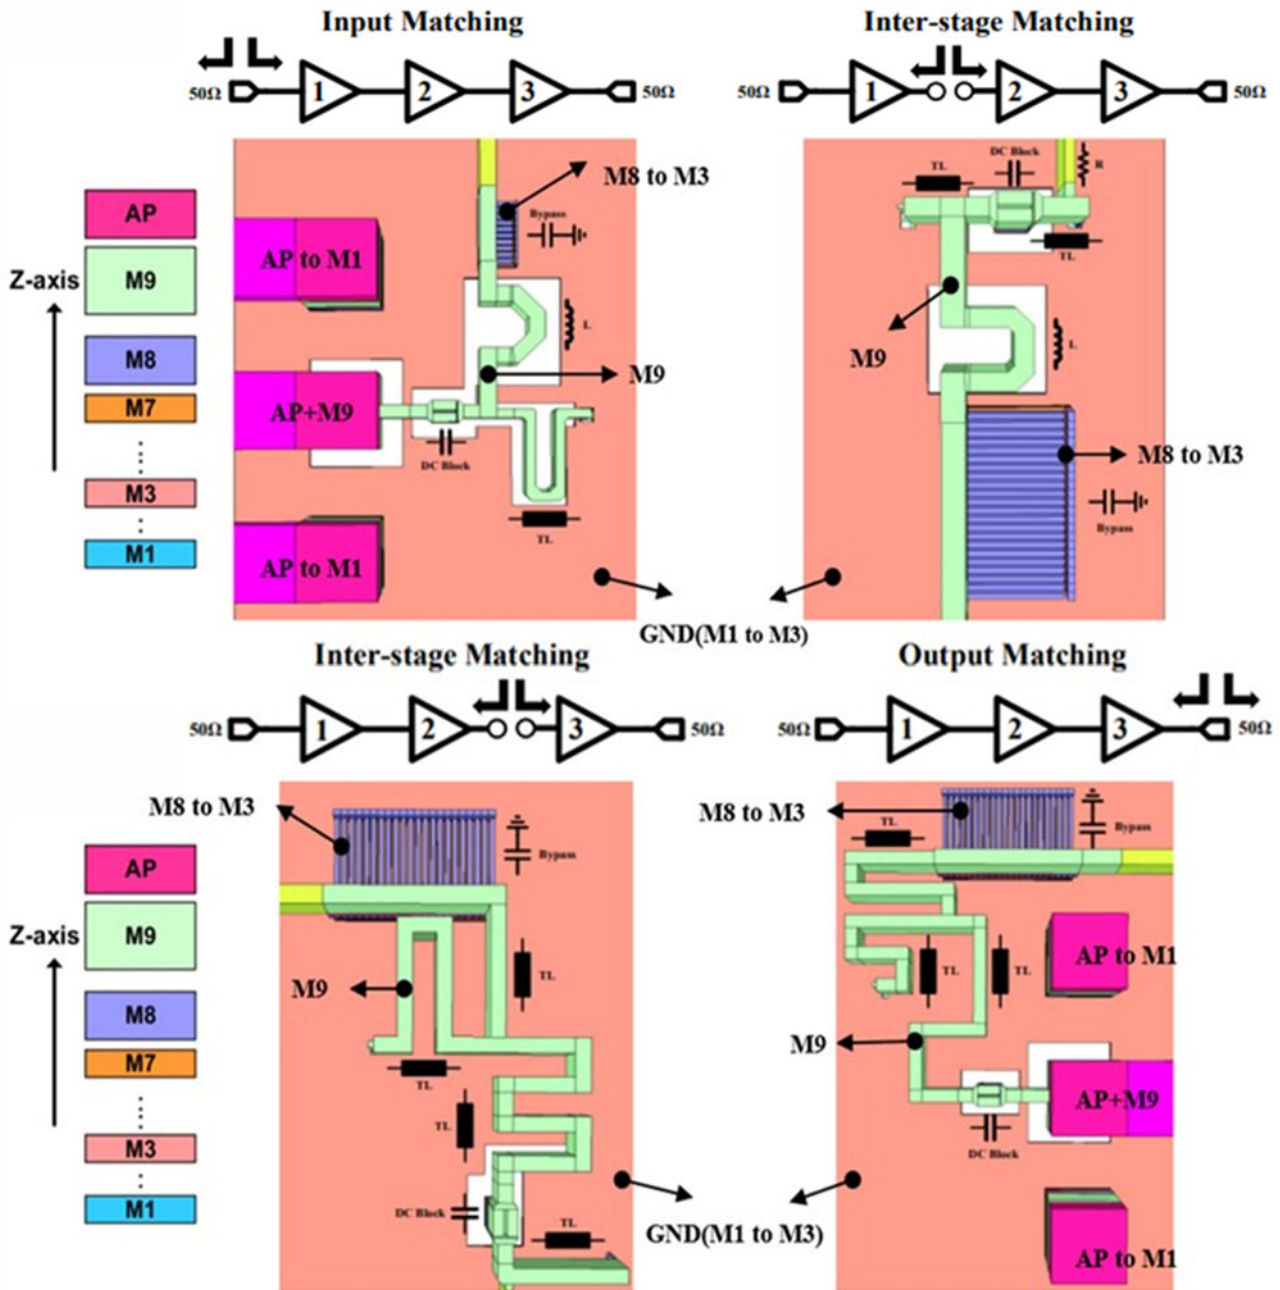 Input Matching
50Ω 1 2 3 50Ω
Inter-stage Matching
50Ω 1 2 3 50Ω
AP
M9
M8
M7
M3
M1
Z-axis
M8 to M3
Bypass
AP to M1
L
M9
AP+M9
DC Block
TL
AP to M1
TL
DC Block
R
TL
M9
L
M8 to M3
Bypass
GND(M1 to M3)
Inter-stage Matching
50Ω 1 2 3 50Ω
Output Matching
50Ω 1 2 3 50Ω
AP
M9
M8
M7
M3
M1
Z-axis
M8 to M3
Bypass
M9
TL
TL
TL
DC Block
TL
M8 to M3
TL
Bypass
AP to M1
TL
TL
M9
AP+M9
DC Block
AP to M1
GND(M1 to M3)